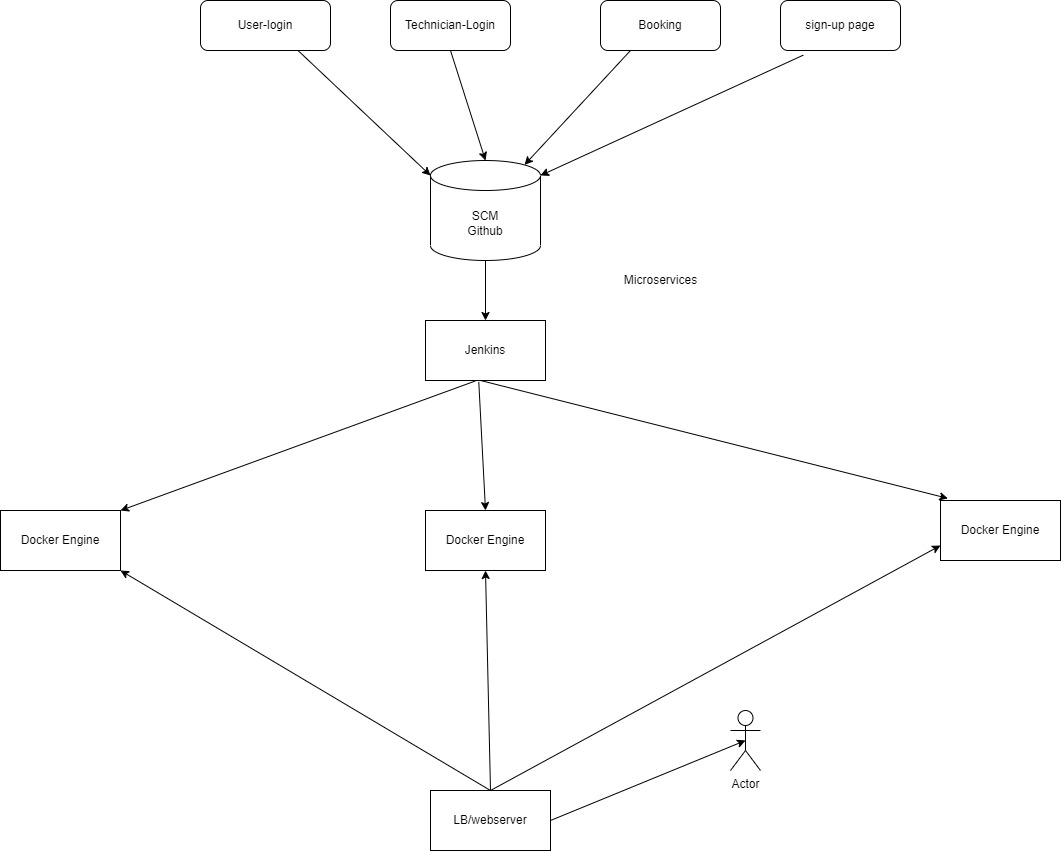 User-login
Technician-Login
Booking
sign-up page
SCM
Github
Microservices
Jenkins
Docker Engine
Docker Engine
Docker Engine
Actor
LB/webserver